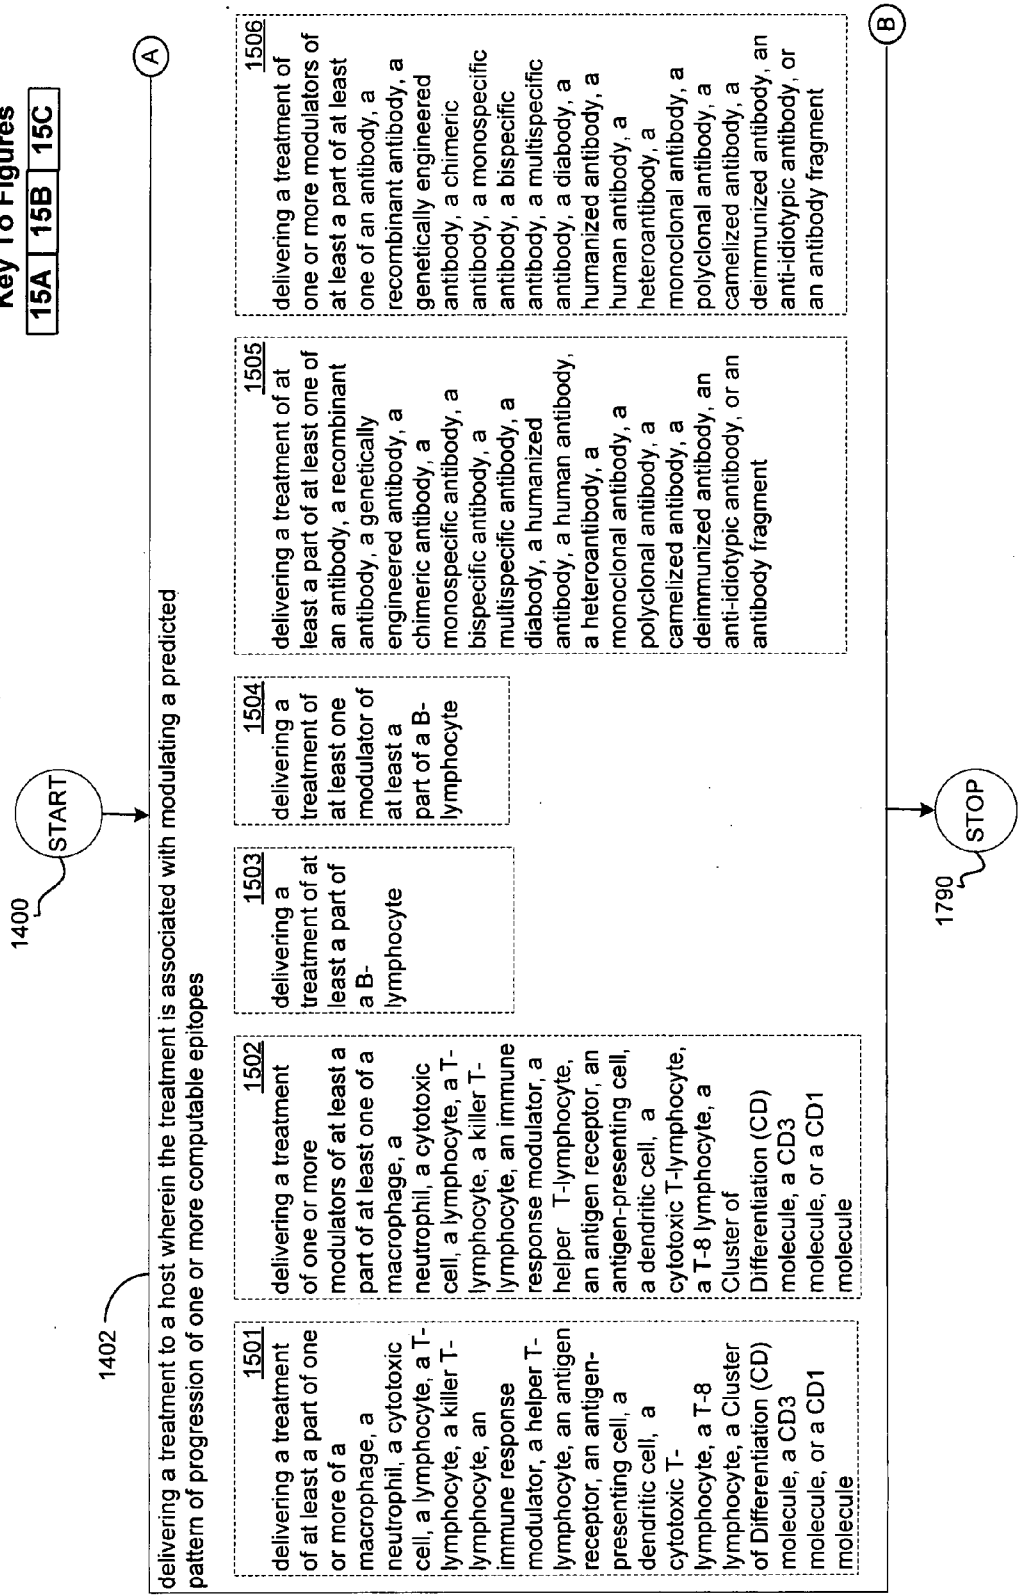 Key To Figures
15A 15B 15C
1400
START
A
1402
delivering a treatment to a host wherein the treatment is associated with modulating a predicted
pattern of progression of one or more computable epitopes
1501
delivering a treatment
of at least a part of one
or more of a
macrophage, a
neutrophil, a cytotoxic
cell, a lymphocyte, a T-
lymphocyte, a killer T-
lymphocyte, an
immune response
modulator, a helper T-
lymphocyte, an antigen
receptor, an antigen-
presenting cell, a
dendritic cell, a
cytotoxic T-
lymphocyte, a T-8
lymphocyte, a Cluster
of Differentiation (CD)
molecule, a CD3
molecule, or a CD1
molecule
1502
delivering a treatment
of one or more
modulators of at least a
part of at least one of a
macrophage, a
neutrophil, a cytotoxic
cell, a lymphocyte, a T-
lymphocyte, a killer T-
lymphocyte, an immune
response modulator, a
helper T-lymphocyte,
an antigen receptor, an
antigen-presenting cell,
a dendritic cell, a
cytotoxic T-lymphocyte,
a T-8 lymphocyte, a
Cluster of
Differentiation (CD)
molecule, a CD3
molecule, or a CD1
molecule
1503
delivering a
treatment of at
least a part of
a B-
lymphocyte
1504
delivering a
treatment of
at least one
modulator of
at least a
part of a B-
lymphocyte
1505
delivering a treatment of at
least a part of at least one of
an antibody, a recombinant
antibody, a genetically
engineered antibody, a
chimeric antibody, a
monospecific antibody, a
bispecific antibody, a
multispecific antibody, a
diabody, a humanized
antibody, a human antibody,
a heteroantibody, a
monoclonal antibody, a
polyclonal antibody, a
camelized antibody, a
deimmunized antibody, an
anti-idiotypic antibody, or an
antibody fragment
1506
delivering a treatment of
one or more modulators of
at least a part of at least
one of an antibody, a
recombinant antibody, a
genetically engineered
antibody, a chimeric
antibody, a monospecific
antibody, a bispecific
antibody, a multispecific
antibody, a diabody, a
humanized antibody, a
human antibody, a
heteroantibody, a
monoclonal antibody, a
polyclonal antibody, a
camelized antibody, a
deimmunized antibody, an
anti-idiotypic antibody, or
an antibody fragment
B
1790
STOP